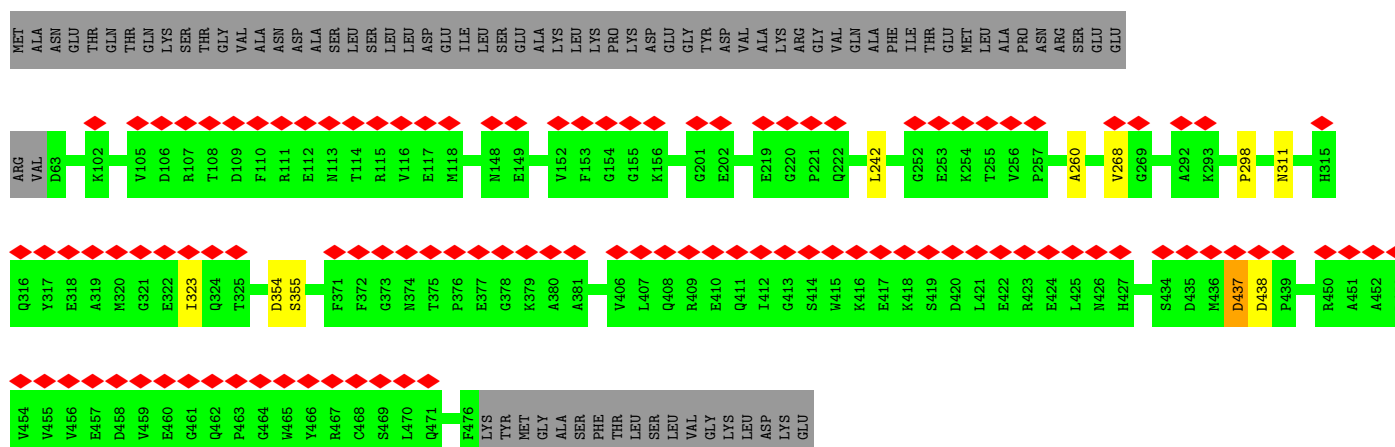 MET ALA ASN GLU THR GLN THR GLN LYS SER THR GLY VAL ALA ASN ASP ALA SER LEU SER LEU LEU ASP GLU ILE LEU SER GLU ALA LYS LEU LYS PRO LYS ASP GLU GLY TYR ASP VAL ALA LYS ARG GLY VAL GLN ALA PHE ILE THR GLU MET LEU ALA PRO ASN ARG SER GLU GLU
ARG VAL D63 K102 V105 D106 R107 T108 D109 F110 R111 E112 N113 T114 R115 V116 E117 M118 N148 E149 V152 F153 G154 G155 K156 G201 E202 E219 G220 P221 Q222 L242 G252 E253 K254 T255 V256 P257 A260 V268 G269 A292 K293 P298 N311 H315
Q316 Y317 E318 A319 M320 G321 E322 I323 Q324 T325 D354 S355 F371 F372 G373 N374 T375 P376 E377 G378 K379 A380 A381 V406 L407 Q408 R409 E410 Q411 I412 G413 S414 W415 K416 E417 K418 S419 D420 L421 E422 R423 E424 L425 N426 H427 S434 D435 M436 D437 D438 P439 R450 A451 A452
V454 V455 V456 E457 D458 V459 E460 G461 Q462 P463 G464 W465 Y466 R467 C468 S469 L470 Q471 F476 LYS TYR MET GLY ALA SER PHE THR LEU SER LEU VAL GLY LYS LEU ASP LYS GLU